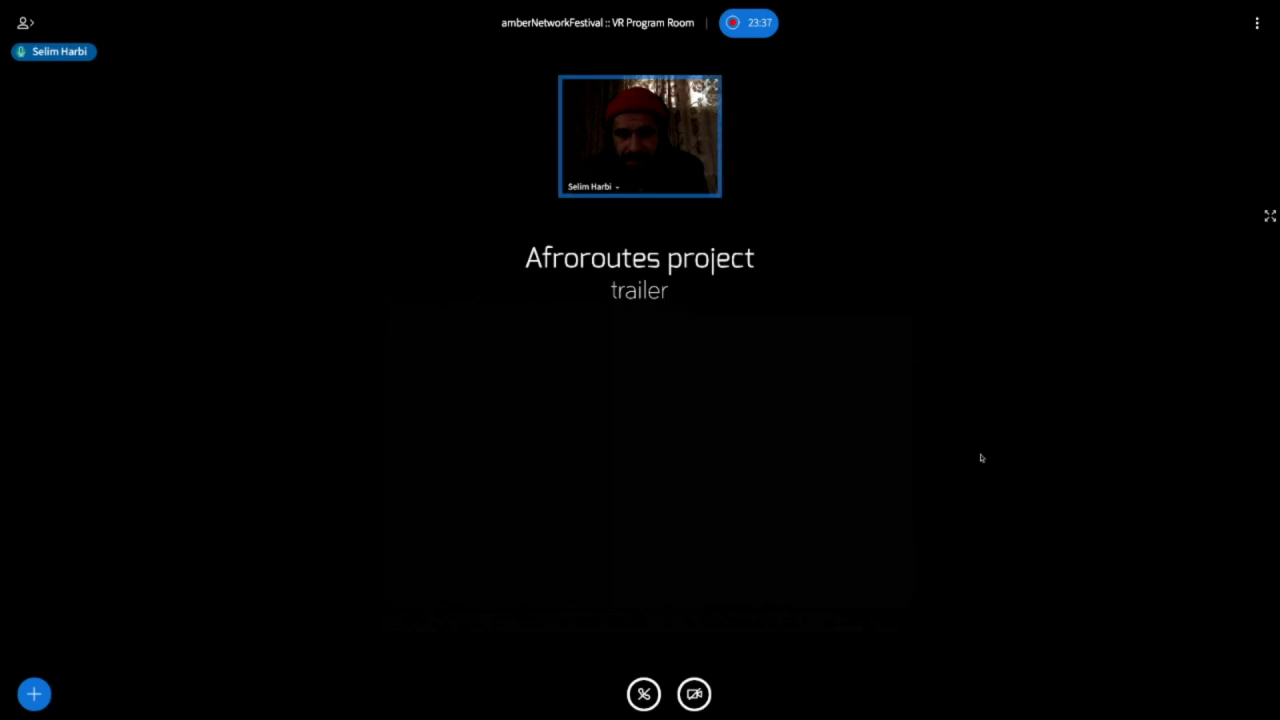 amberNetworkFestival :: VR Program Room | 23:37
Selim Harbi
Selim Harbi
Afroroutes project
trailer